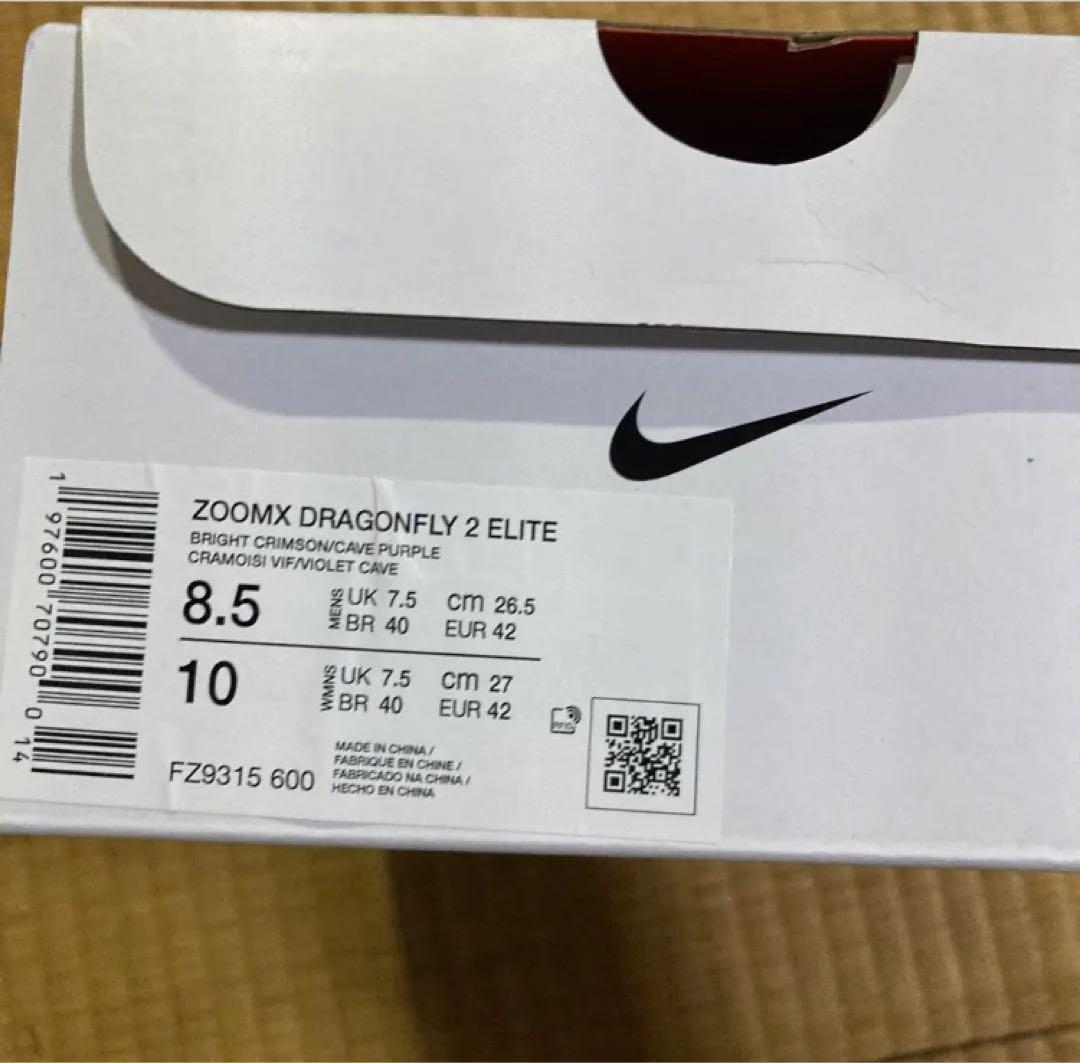 ZOOMX DRAGONFLY 2 ELITE
BRIGHT CRIMSON/CAVE PURPLE
CRAMOISI VIF/VIOLET CAVE
8.5 MENS UK 7.5 cm 26.5
BR 40 EUR 42
10 WMNS UK 7.5 cm 27
BR 40 EUR 42
RFID
FZ9315 600
MADE IN CHINA /
FABRIQUE EN CHINE /
FABRICADO NA CHINA /
HECHO EN CHINA
1 97600 70790 0 14